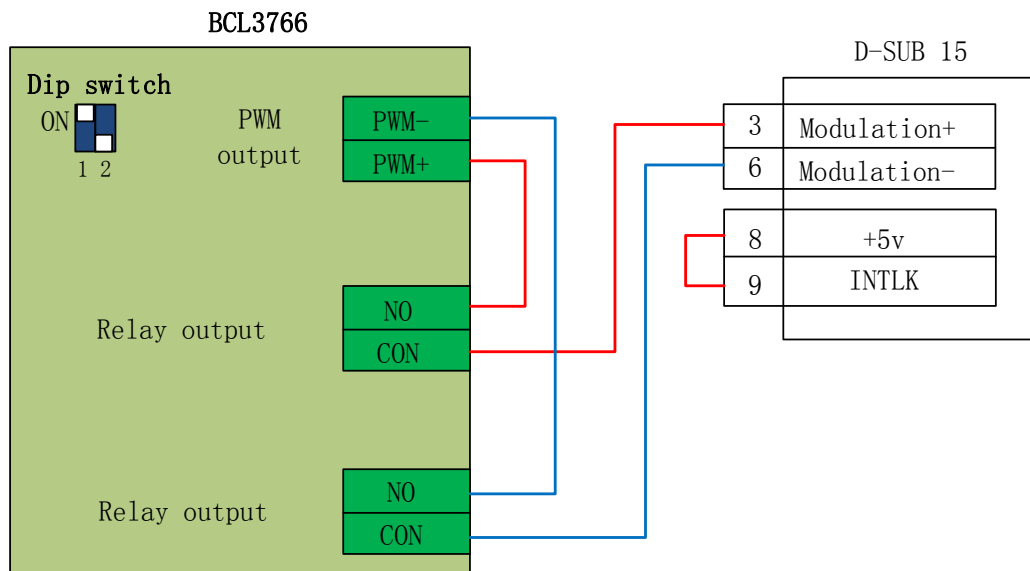 BCL3766
D-SUB 15
Dip switch
ON
1 2
PWM
output
PWM-
PWM+
3 Modulation+
6 Modulation-
8 +5v
9 INTLK
Relay output
NO
CON
Relay output
NO
CON